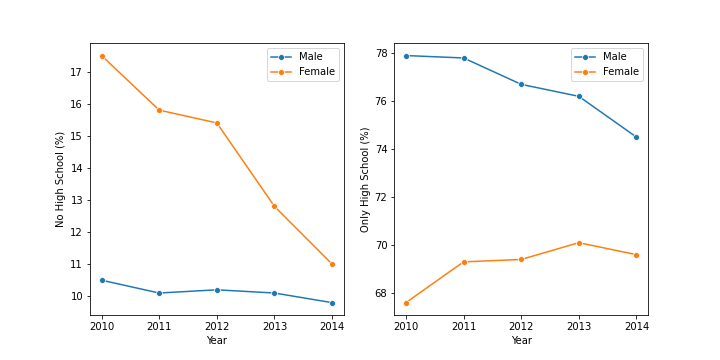 No High School (%)
17
16
15
14
13
12
11
10
2010 2011 2012 2013 2014
Year
Male
Female
Only High School (%)
78
76
74
72
70
68
2010 2011 2012 2013 2014
Year
Male
Female